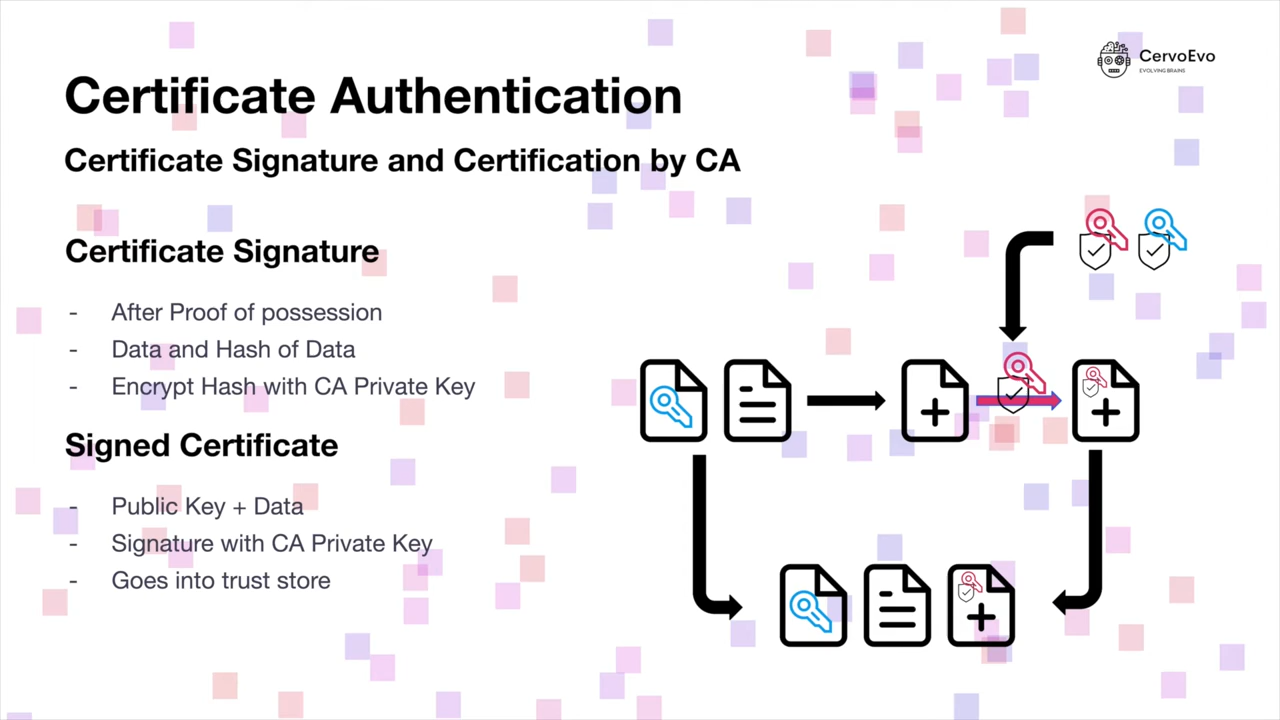 CervoEvo
EVOLVING BRAINS
Certificate Authentication
Certificate Signature and Certification by CA
Certificate Signature
- After Proof of possession
- Data and Hash of Data
- Encrypt Hash with CA Private Key
Signed Certificate
- Public Key + Data
- Signature with CA Private Key
- Goes into trust store